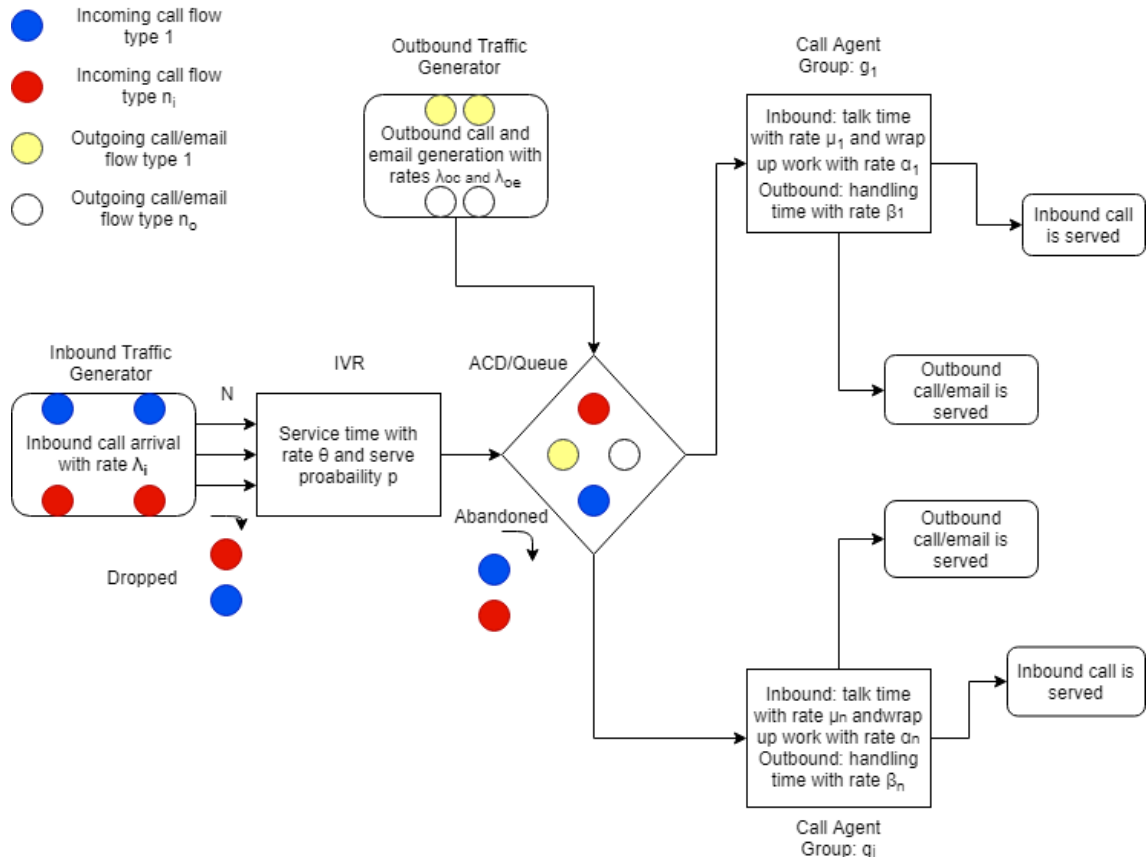 Incoming call flow
type 1
Incoming call flow
type nᵢ
Outgoing call/email
flow type 1
Outgoing call/email
flow type nₒ
Outbound Traffic
Generator
Outbound call and
email generation with
rates λoc and λoe
Call Agent
Group: g₁
Inbound: talk time
with rate μ₁ and wrap
up work with rate α₁
Outbound: handling
time with rate β₁
Inbound call
is served
Outbound
call/email is
served
Inbound Traffic
Generator
Inbound call arrival
with rate λᵢ
N
IVR
Service time with
rate θ and serve
proabaility p
ACD/Queue
Dropped
Abandoned
Outbound
call/email is
served
Inbound call is
served
Inbound: talk time
with rate μₙ andwrap
up work with rate αₙ
Outbound: handling
time with rate βₙ
Call Agent
Group: gᵢ